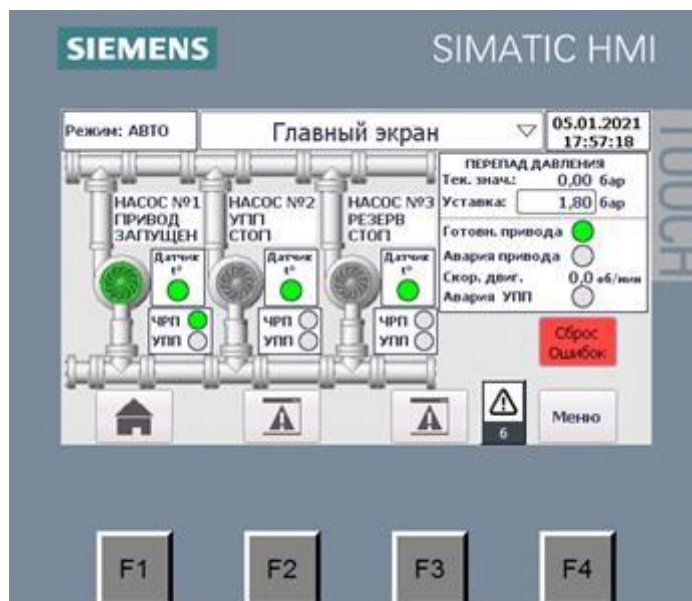 SIEMENS
SIMATIC HMI
TOUCH
Режим: АВТО
Главный экран
05.01.2021
17:57:18
НАСОС №1
ПРИВОД
ЗАПУЩЕН
Датчик
t°
ЧРП
УПП
НАСОС №2
УПП
СТОП
Датчик
t°
ЧРП
УПП
НАСОС №3
РЕЗЕРВ
СТОП
Датчик
t°
ЧРП
УПП
ПЕРЕПАД ДАВЛЕНИЯ
Тек. знач.: 0,00 бар
Уставка: 1,80 бар
Готовн. привода
Авария привода
Скор. двиг. 0,0 об/мин
Авария УПП
Сброс
Ошибок
6
Меню
F1
F2
F3
F4